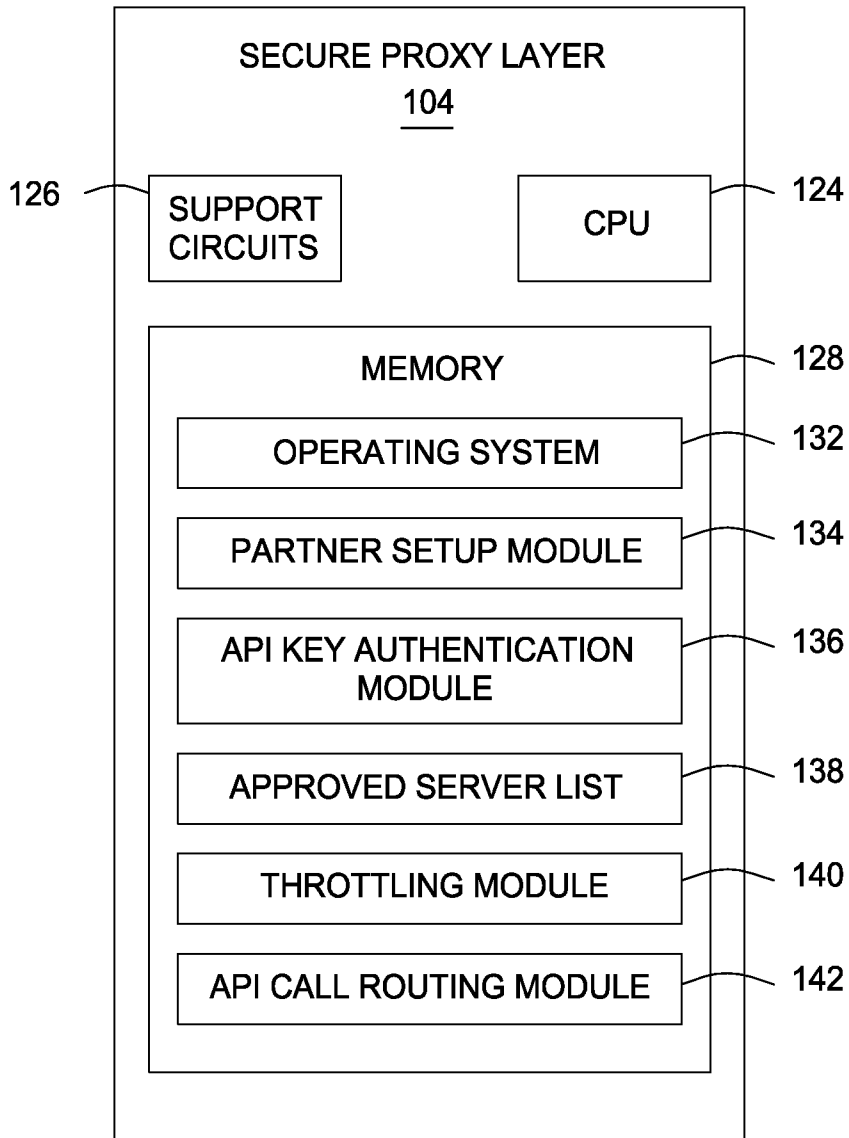 SECURE PROXY LAYER
104
126
SUPPORT
CIRCUITS
CPU
124
MEMORY
128
OPERATING SYSTEM
132
PARTNER SETUP MODULE
134
API KEY AUTHENTICATION
MODULE
136
APPROVED SERVER LIST
138
THROTTLING MODULE
140
API CALL ROUTING MODULE
142